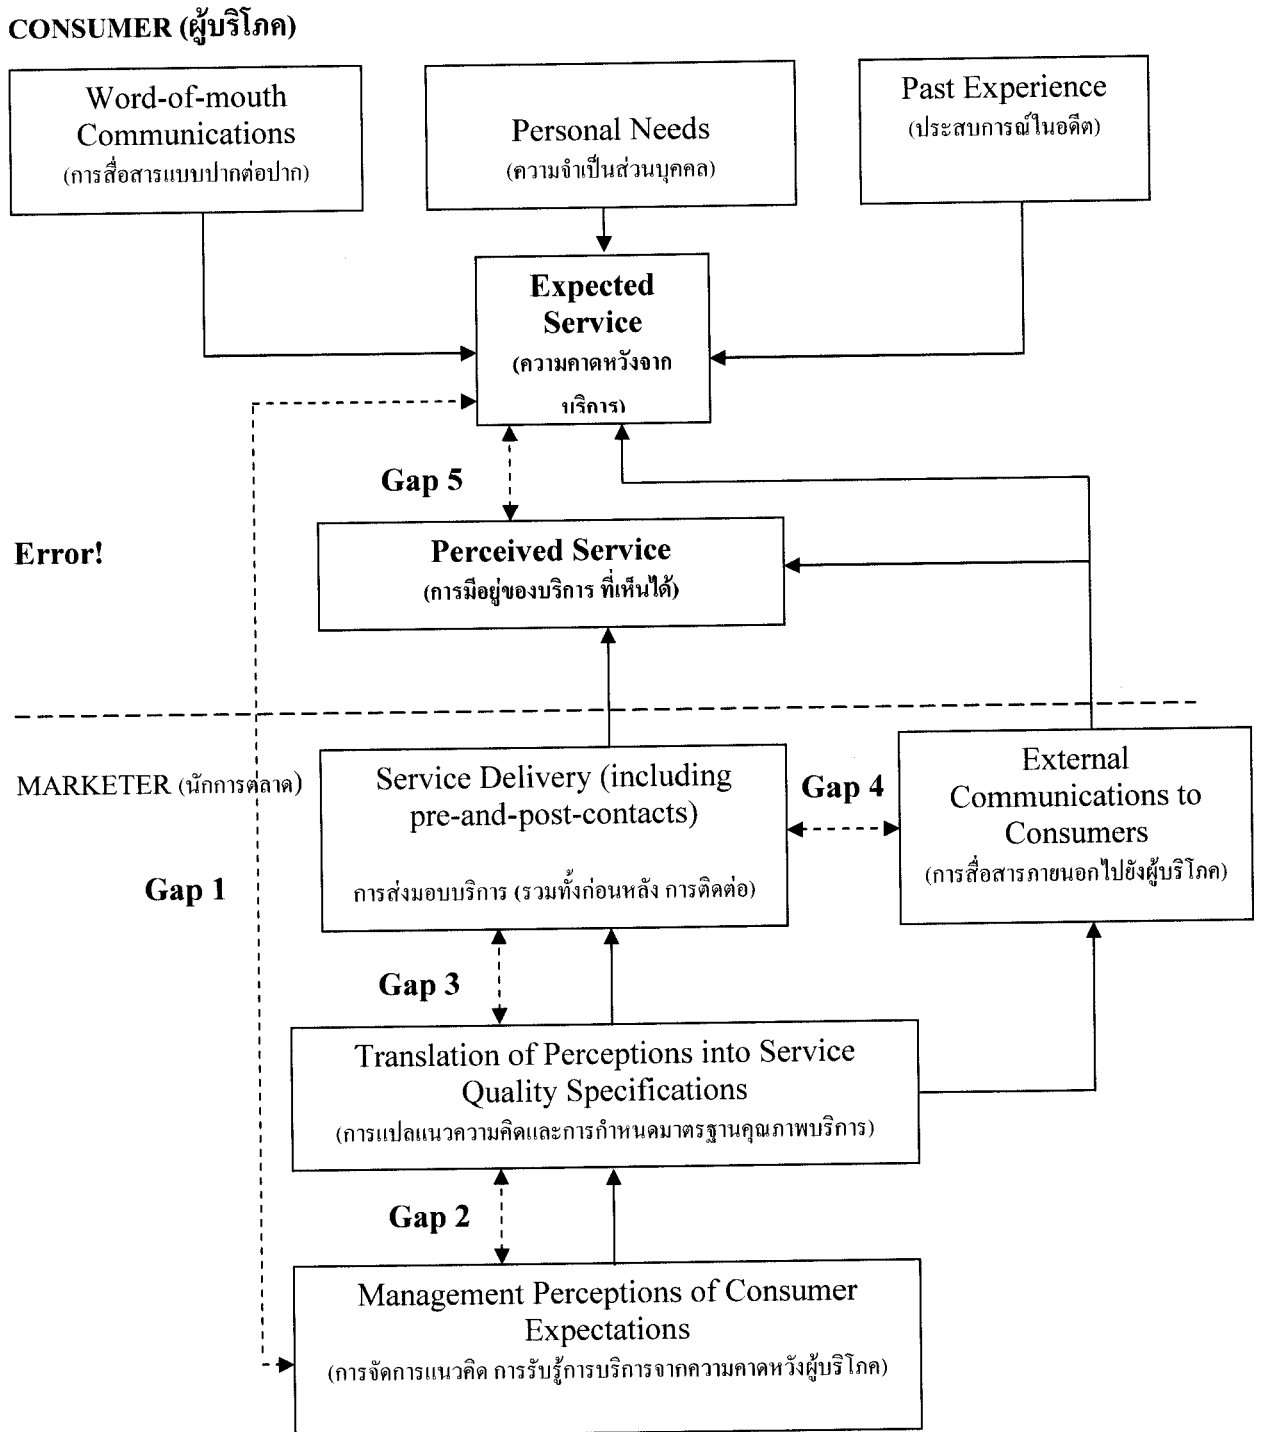 CONSUMER (ผู้บริโภค)
Word-of-mouth
Communications
(การสื่อสารแบบปากต่อปาก)
Personal Needs
(ความจำเป็นส่วนบุคคล)
Past Experience
(ประสบการณ์ในอดีต)
Expected
Service
(ความคาดหวังจาก
บริการ)
Gap 5
Error!
Perceived Service
(การมีอยู่ของบริการ ที่เห็นได้)
MARKETER (นักการตลาด)
Service Delivery (including
pre-and-post-contacts)
การส่งมอบบริการ (รวมทั้งก่อนหลัง การติดต่อ)
Gap 4
External
Communications to
Consumers
(การสื่อสารภายนอกไปยังผู้บริโภค)
Gap 1
Gap 3
Translation of Perceptions into Service
Quality Specifications
(การแปลแนวความคิดและการกำหนดมาตรฐานคุณภาพบริการ)
Gap 2
Management Perceptions of Consumer
Expectations
(การจัดการแนวคิด การรับรู้การบริการจากความคาดหวังผู้บริโภค)